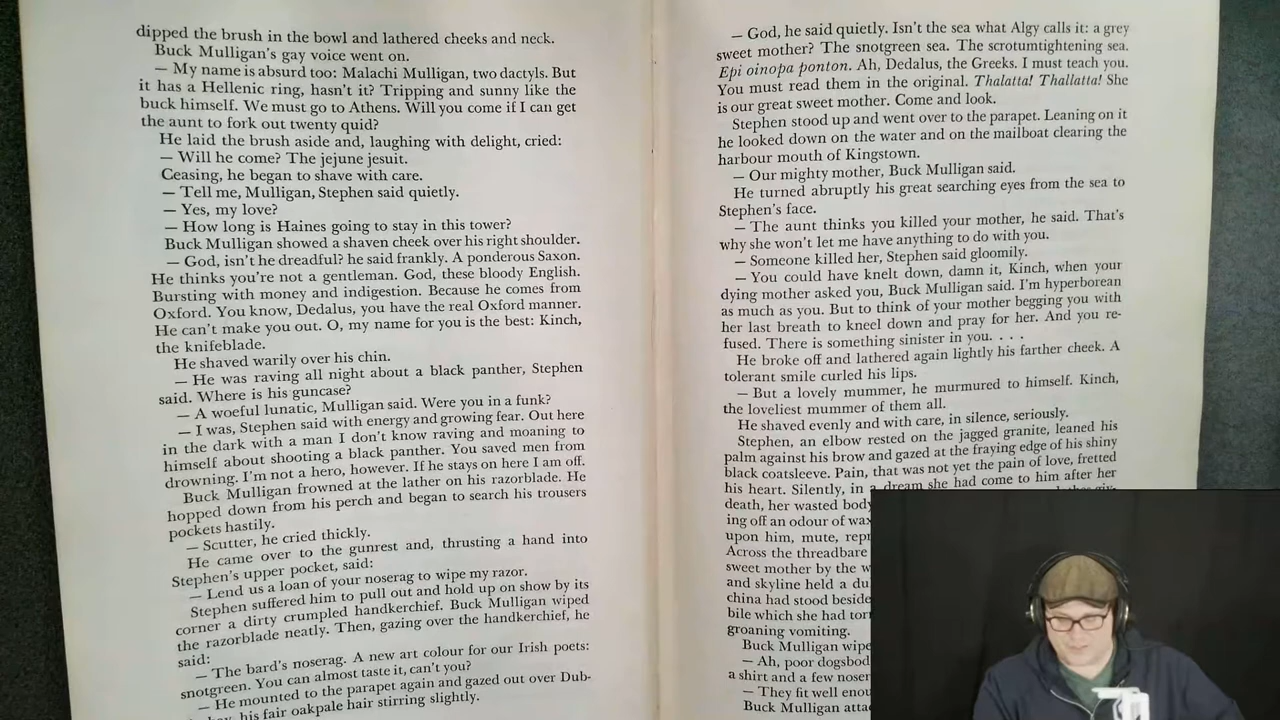 dipped the brush in the bowl and lathered cheeks and neck.
Buck Mulligan's gay voice went on.
— My name is absurd too: Malachi Mulligan, two dactyls. But
it has a Hellenic ring, hasn't it? Tripping and sunny like the
buck himself. We must go to Athens. Will you come if I can get
the aunt to fork out twenty quid?
He laid the brush aside and, laughing with delight, cried:
— Will he come? The jejune jesuit.
Ceasing, he began to shave with care.
— Tell me, Mulligan, Stephen said quietly.
— Yes, my love?
— How long is Haines going to stay in this tower?
Buck Mulligan showed a shaven cheek over his right shoulder.
— God, isn't he dreadful? he said frankly. A ponderous Saxon.
He thinks you're not a gentleman. God, these bloody English.
Bursting with money and indigestion. Because he comes from
Oxford. You know, Dedalus, you have the real Oxford manner.
He can't make you out. O, my name for you is the best: Kinch,
the knifeblade.
He shaved warily over his chin.
— He was raving all night about a black panther, Stephen
said. Where is his guncase?
— A woeful lunatic, Mulligan said. Were you in a funk?
— I was, Stephen said with energy and growing fear. Out here
in the dark with a man I don't know raving and moaning to
himself about shooting a black panther. You saved men from
drowning. I'm not a hero, however. If he stays on here I am off.
Buck Mulligan frowned at the lather on his razorblade. He
hopped down from his perch and began to search his trousers
pockets hastily.
— Scutter, he cried thickly.
He came over to the gunrest and, thrusting a hand into
Stephen's upper pocket, said:
— Lend us a loan of your noserag to wipe my razor.
Stephen suffered him to pull out and hold up on show by its
corner a dirty crumpled handkerchief. Buck Mulligan wiped
the razorblade neatly. Then, gazing over the handkerchief, he
said:
— The bard's noserag. A new art colour for our Irish poets:
snotgreen. You can almost taste it, can't you?
— He mounted to the parapet again and gazed out over Dub-
bay, his fair oakpale hair stirring slightly.
— God, he said quietly. Isn't the sea what Algy calls it: a grey
sweet mother? The snotgreen sea. The scrotumtightening sea.
Epi oinopa ponton. Ah, Dedalus, the Greeks. I must teach you.
You must read them in the original. Thalatta! Thallatta! She
is our great sweet mother. Come and look.
Stephen stood up and went over to the parapet. Leaning on it
he looked down on the water and on the mailboat clearing the
harbour mouth of Kingstown.
— Our mighty mother, Buck Mulligan said.
He turned abruptly his great searching eyes from the sea to
Stephen's face.
— The aunt thinks you killed your mother, he said. That's
why she won't let me have anything to do with you.
— Someone killed her, Stephen said gloomily.
— You could have knelt down, damn it, Kinch, when your
dying mother asked you, Buck Mulligan said. I'm hyperborean
as much as you. But to think of your mother begging you with
her last breath to kneel down and pray for her. And you re-
fused. There is something sinister in you. . . .
He broke off and lathered again lightly his farther cheek. A
tolerant smile curled his lips.
— But a lovely mummer, he murmured to himself. Kinch,
the loveliest mummer of them all.
He shaved evenly and with care, in silence, seriously.
Stephen, an elbow rested on the jagged granite, leaned his
palm against his brow and gazed at the fraying edge of his shiny
black coatsleeve. Pain, that was not yet the pain of love, fretted
his heart. Silently, in a dream she had come to him after her
death, her wasted body
ing off an odour of wax
upon him, mute, repr
Across the threadbare
sweet mother by the w
and skyline held a du
china had stood beside
bile which she had torn
groaning vomiting.
Buck Mulligan wipe
— Ah, poor dogsbod
a shirt and a few noser
— They fit well enou
Buck Mulligan atta